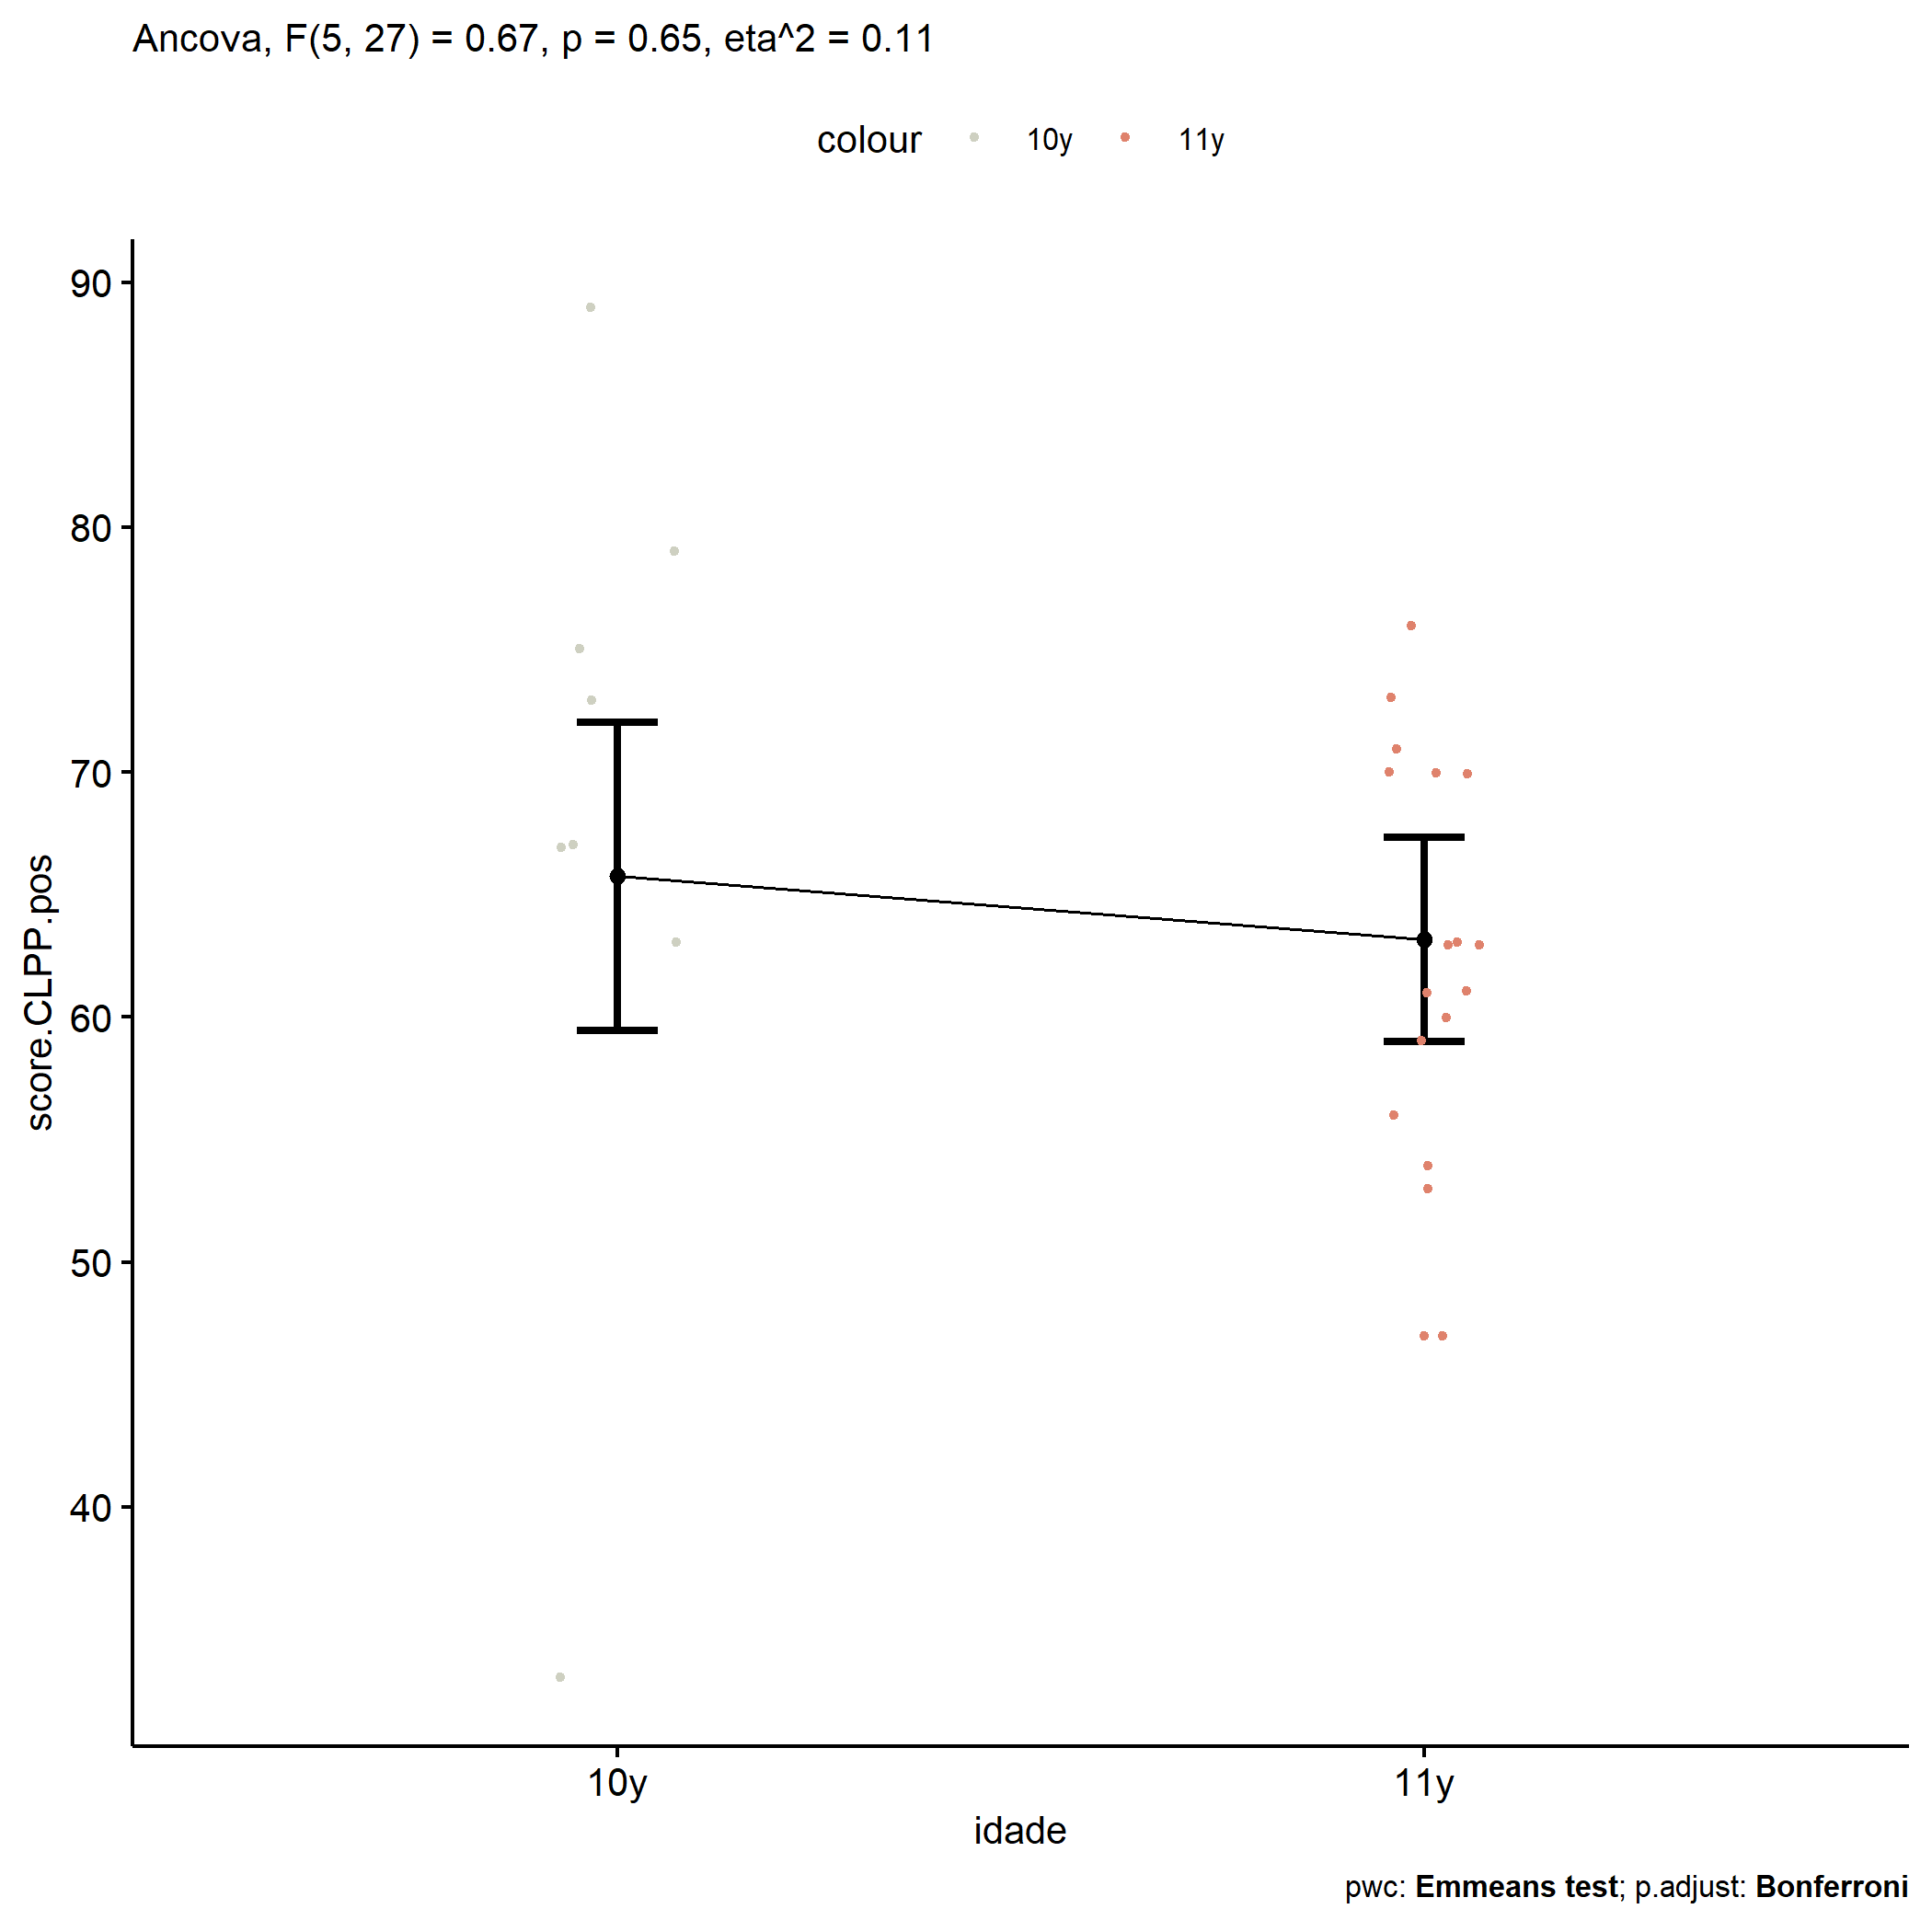 Ancova, F(5, 27) = 0.67, p = 0.65, eta^2 = 0.11
colour 10y 11y
90
80
70
60
50
40
score.CLPP.pos
10y 11y
idade
pwc: Emmeans test; p.adjust: Bonferroni